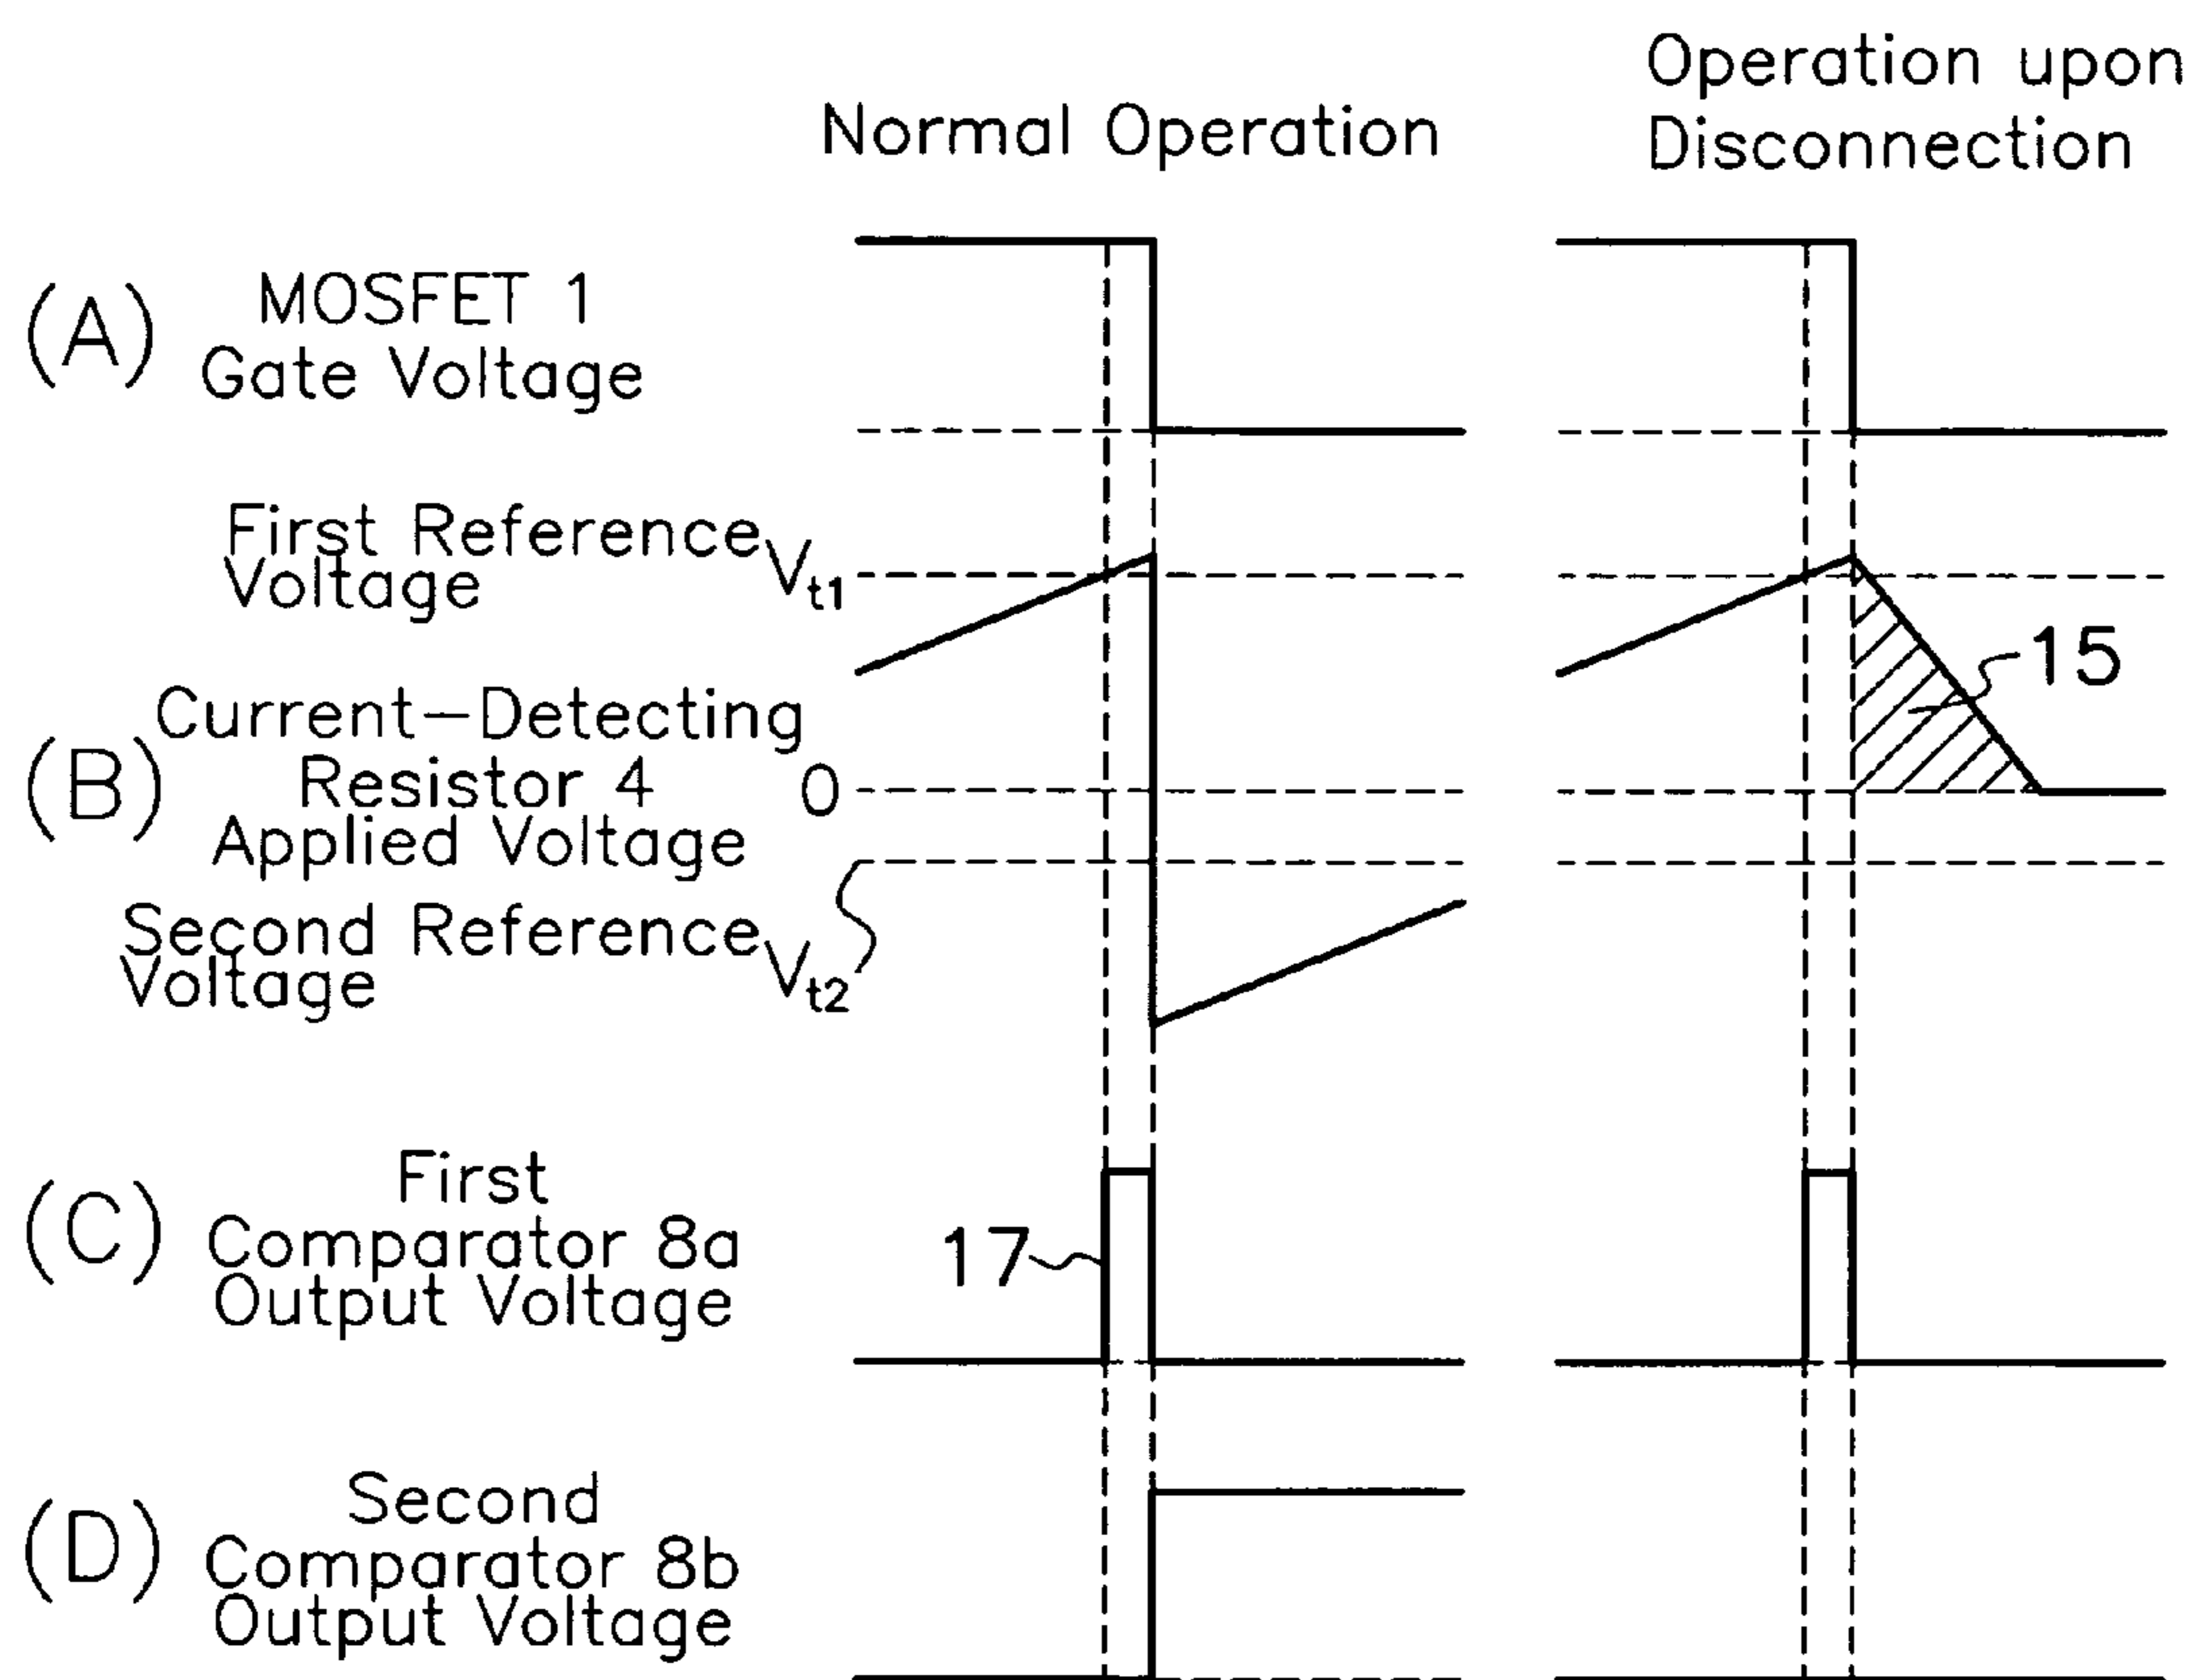 Normal Operation
Operation upon
Disconnection
(A) MOSFET 1
Gate Voltage
First Reference Vt1
Voltage
(B) Current-Detecting
Resistor 4
Applied Voltage
0
Second Reference Vt2
Voltage
15
(C) First
Comparator 8a
Output Voltage
17
(D) Second
Comparator 8b
Output Voltage